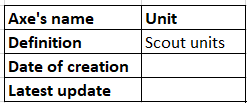 Axe's name Unit
Definition Scout units
Date of creation
Latest update